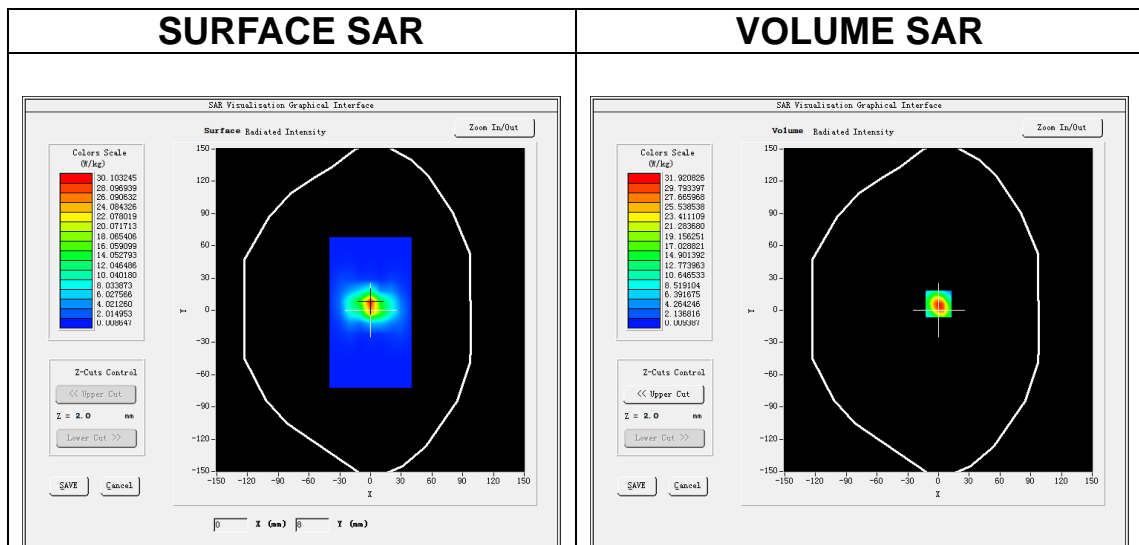 SURFACE SAR
SAR Visualisation Graphical Interface
Surface Radiated Intensity
Zoom In/Out
Colors Scale
(W/kg)
30.103245
28.096939
26.090632
24.084326
22.078019
20.071713
18.065406
16.059099
14.052793
12.046486
10.040180
8.033873
6.027566
4.021260
2.014953
0.008647
Z-Cuts Control
<< Upper Cut
Z = 2.0 mm
Lower Cut >>
SAVE Cancel
150
120
90
60
30
0
-30
-60
-90
-120
-150
Y
-150 -120 -90 -60 -30 0 30 60 90 120 150
X
0 X (mm) 8 Y (mm)
VOLUME SAR
SAR Visualisation Graphical Interface
Volume Radiated Intensity
Zoom In/Out
Colors Scale
(W/kg)
31.920826
29.793397
27.665968
25.538538
23.411109
21.283680
19.156251
17.028821
14.901392
12.773963
10.646533
8.519104
6.391675
4.264246
2.136816
0.009387
Z-Cuts Control
<< Upper Cut
Z = 2.0 mm
Lower Cut >>
SAVE Cancel
150
120
90
60
30
0
-30
-60
-90
-120
-150
Y
-150 -120 -90 -60 -30 0 30 60 90 120 150
X